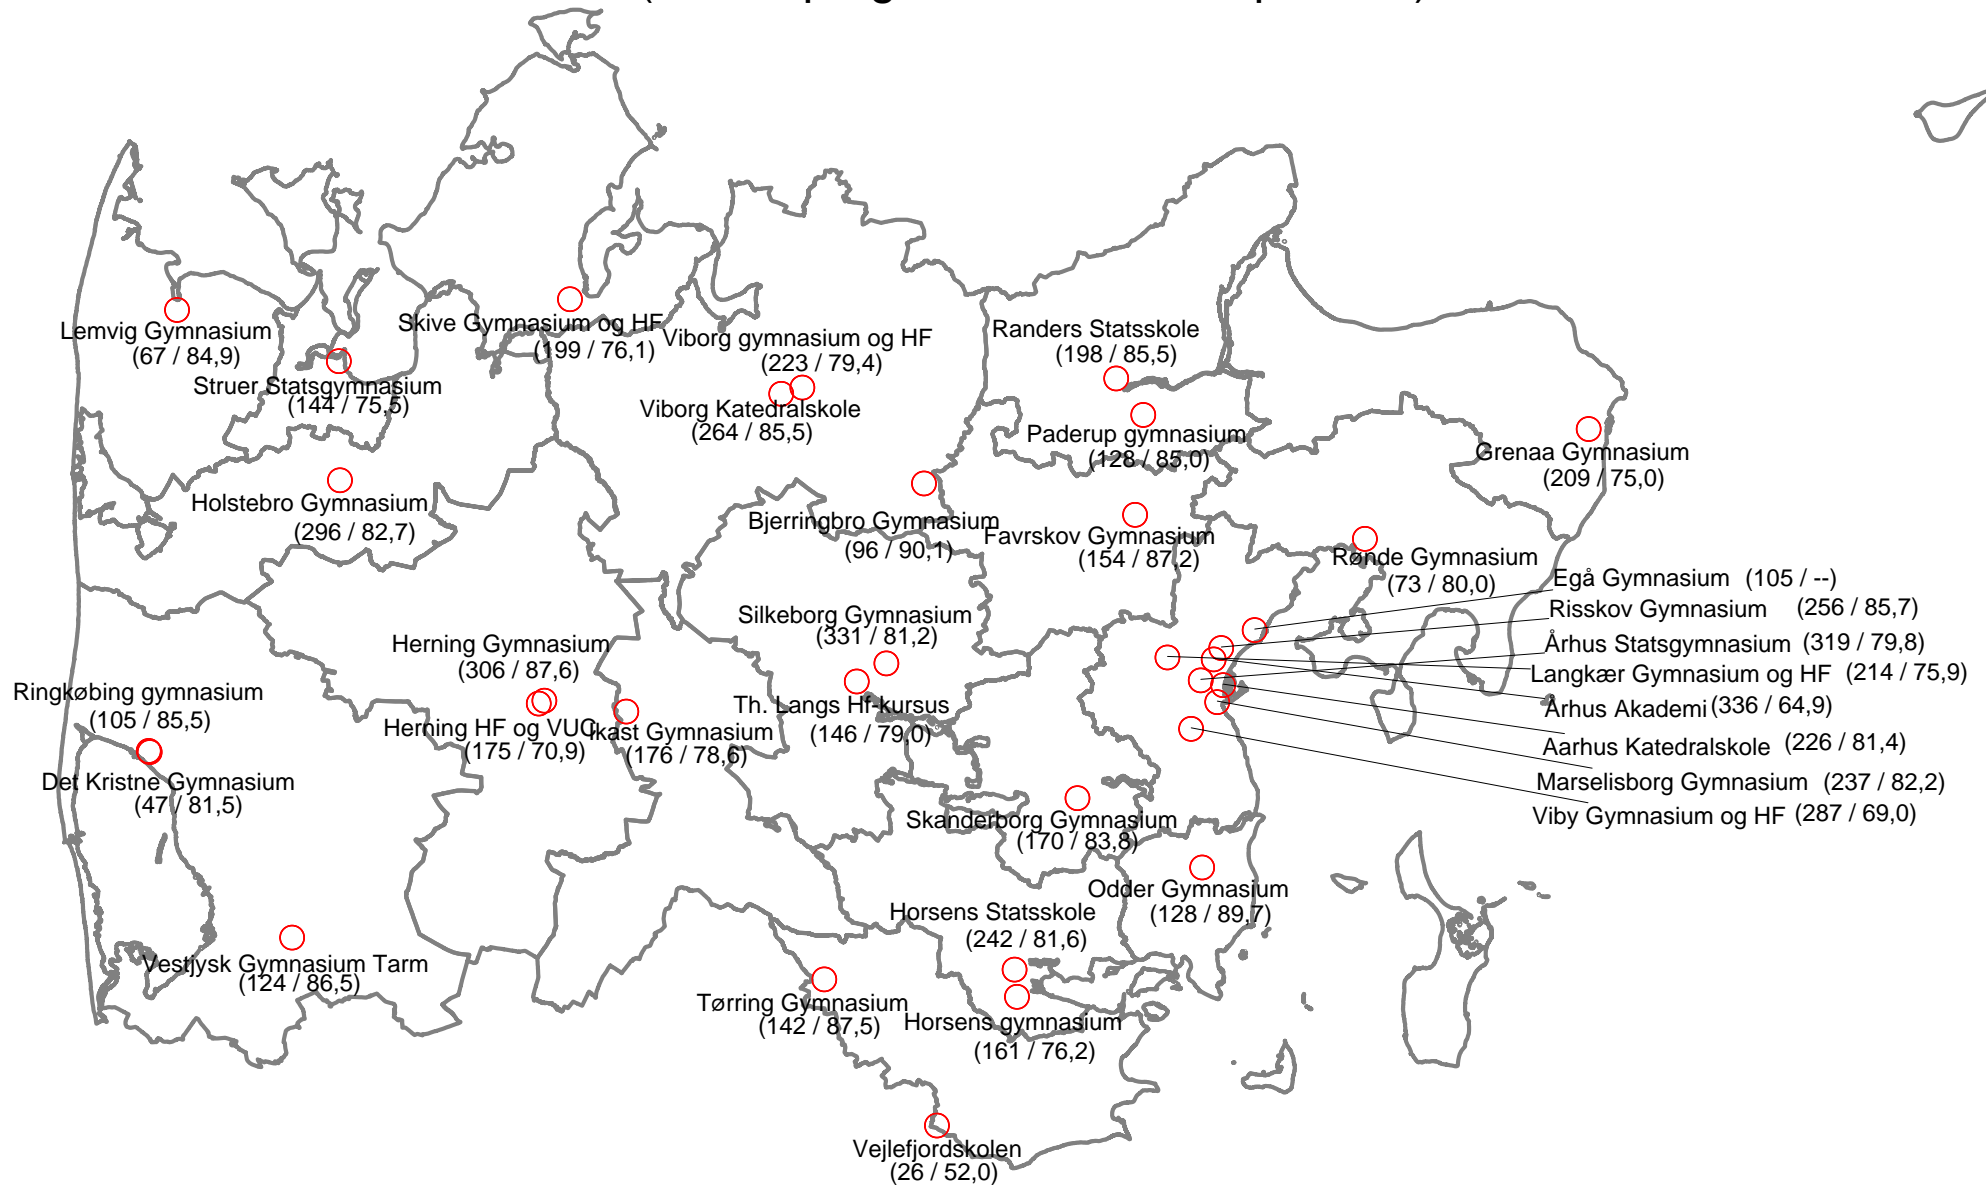 Lemvig Gymnasium
(67 / 84,9)
Struer Statsgymnasium
(144 / 75,5)
Skive Gymnasium og HF
(199 / 76,1)
Viborg gymnasium og HF
(223 / 79,4)
Viborg Katedralskole
(264 / 85,5)
Randers Statsskole
(198 / 85,5)
Paderup gymnasium
(128 / 85,0)
Grenaa Gymnasium
(209 / 75,0)
Holstebro Gymnasium
(296 / 82,7)
Bjerringbro Gymnasium
(96 / 90,1)
Favrskov Gymnasium
(154 / 87,2)
Rønde Gymnasium
(73 / 80,0)
Egå Gymnasium (105 / --)
Risskov Gymnasium (256 / 85,7)
Århus Statsgymnasium (319 / 79,8)
Langkær Gymnasium og HF (214 / 75,9)
Århus Akademi (336 / 64,9)
Aarhus Katedralskole (226 / 81,4)
Marselisborg Gymnasium (237 / 82,2)
Viby Gymnasium og HF (287 / 69,0)
Silkeborg Gymnasium
(331 / 81,2)
Th. Langs Hf-kursus
(146 / 79,0)
Herning Gymnasium
(306 / 87,6)
Herning HF og VUC
(175 / 70,9)
Ikast Gymnasium
(176 / 78,6)
Ringkøbing gymnasium
(105 / 85,5)
Det Kristne Gymnasium
(47 / 81,5)
Skanderborg Gymnasium
(170 / 83,8)
Odder Gymnasium
(128 / 89,7)
Horsens Statsskole
(242 / 81,6)
Horsens gymnasium
(161 / 76,2)
Vestjysk Gymnasium Tarm
(124 / 86,5)
Tørring Gymnasium
(142 / 87,5)
Vejlefjordskolen
(26 / 52,0)